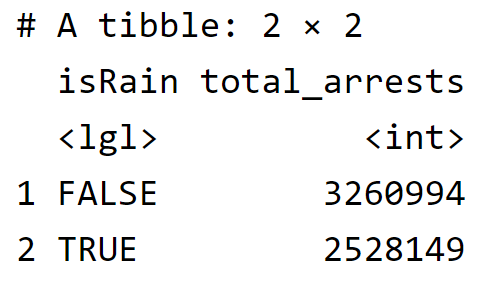 # A tibble: 2 × 2
isRain total_arrests
<lgl> <int>
1 FALSE 3260994
2 TRUE 2528149